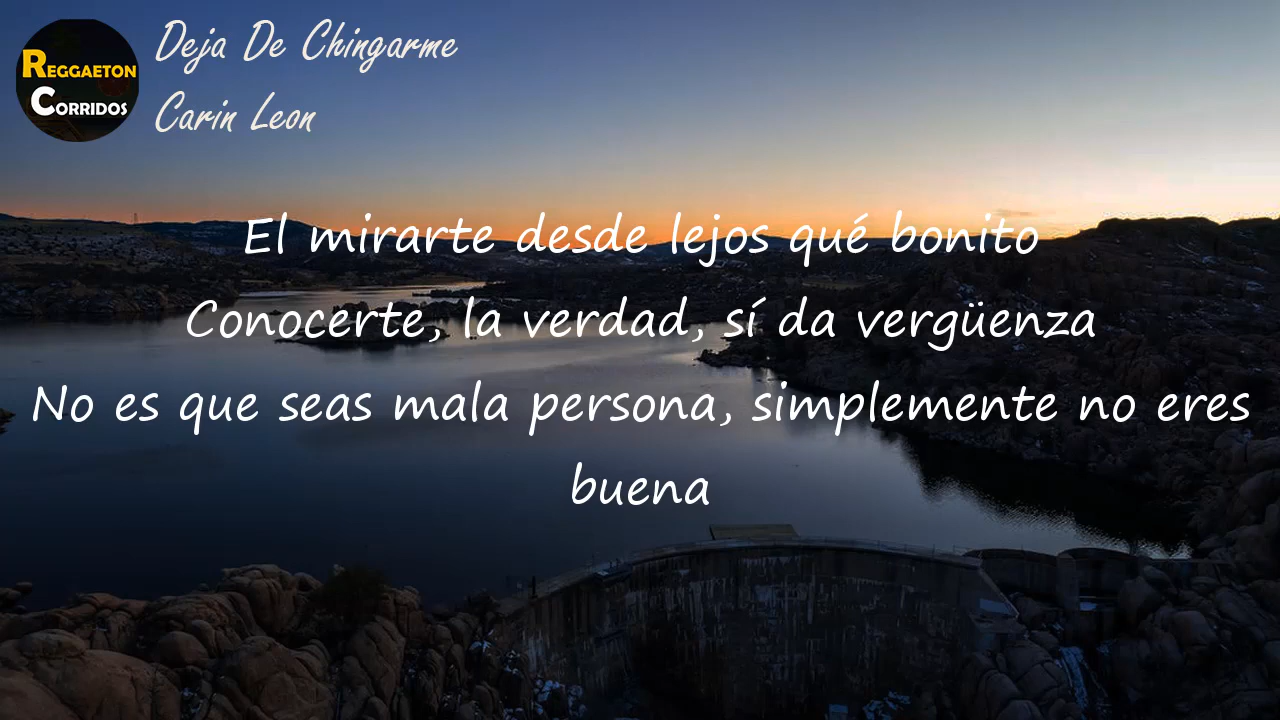 REGGAETON
CORRIDOS
Deja De Chingarme
Carin Leon
El mirarte desde lejos qué bonito
Conocerte, la verdad, sí da vergüenza
No es que seas mala persona, simplemente no eres
buena